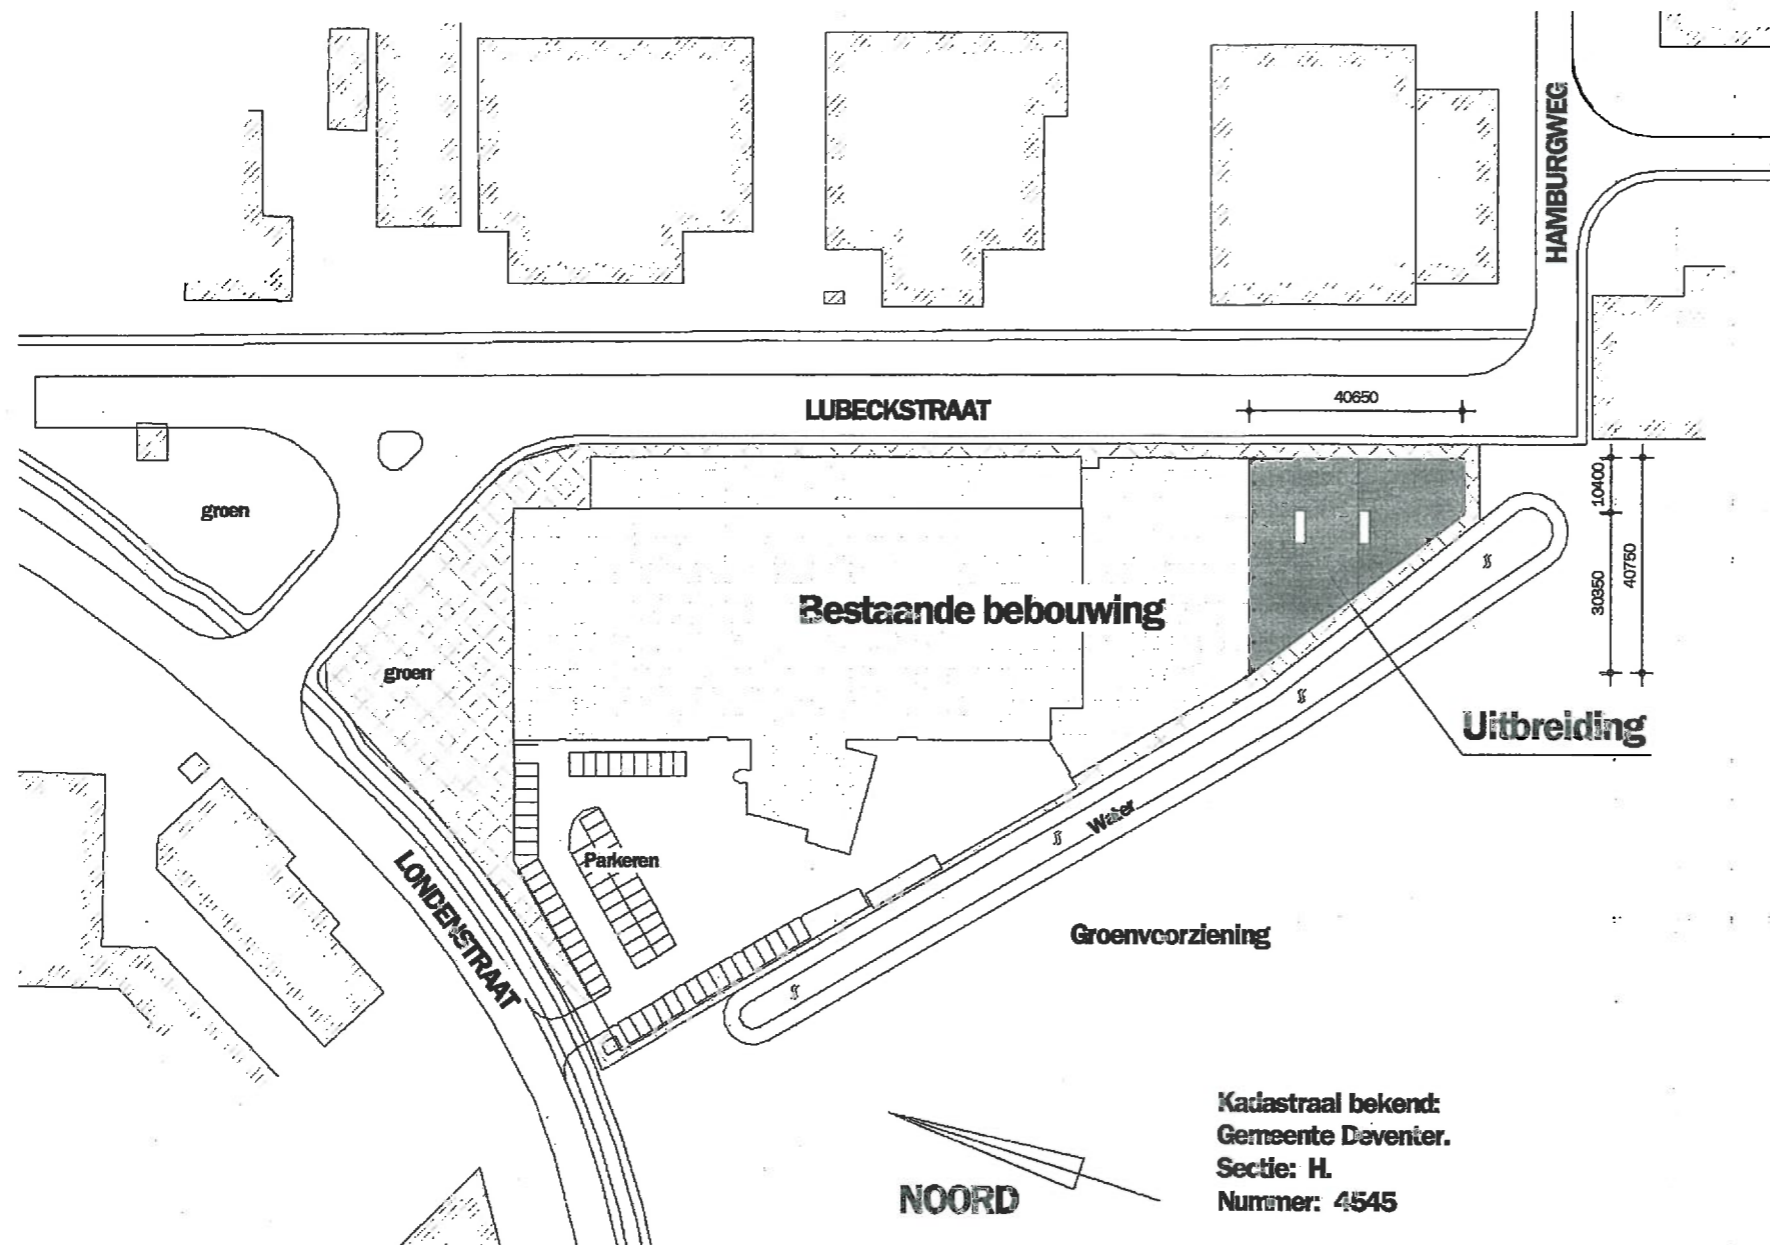 HAMBURGWEG
LUBECKSTRAAT
40650
10400
30350
40750
groen
groen
Bestaande bebouwing
Uitbreiding
Water
Parkeren
LONDENSTRAAT
Groenvoorziening
NOORD
Kadastraal bekend:
Gemeente Deventer.
Sectie: H.
Nummer: 4545